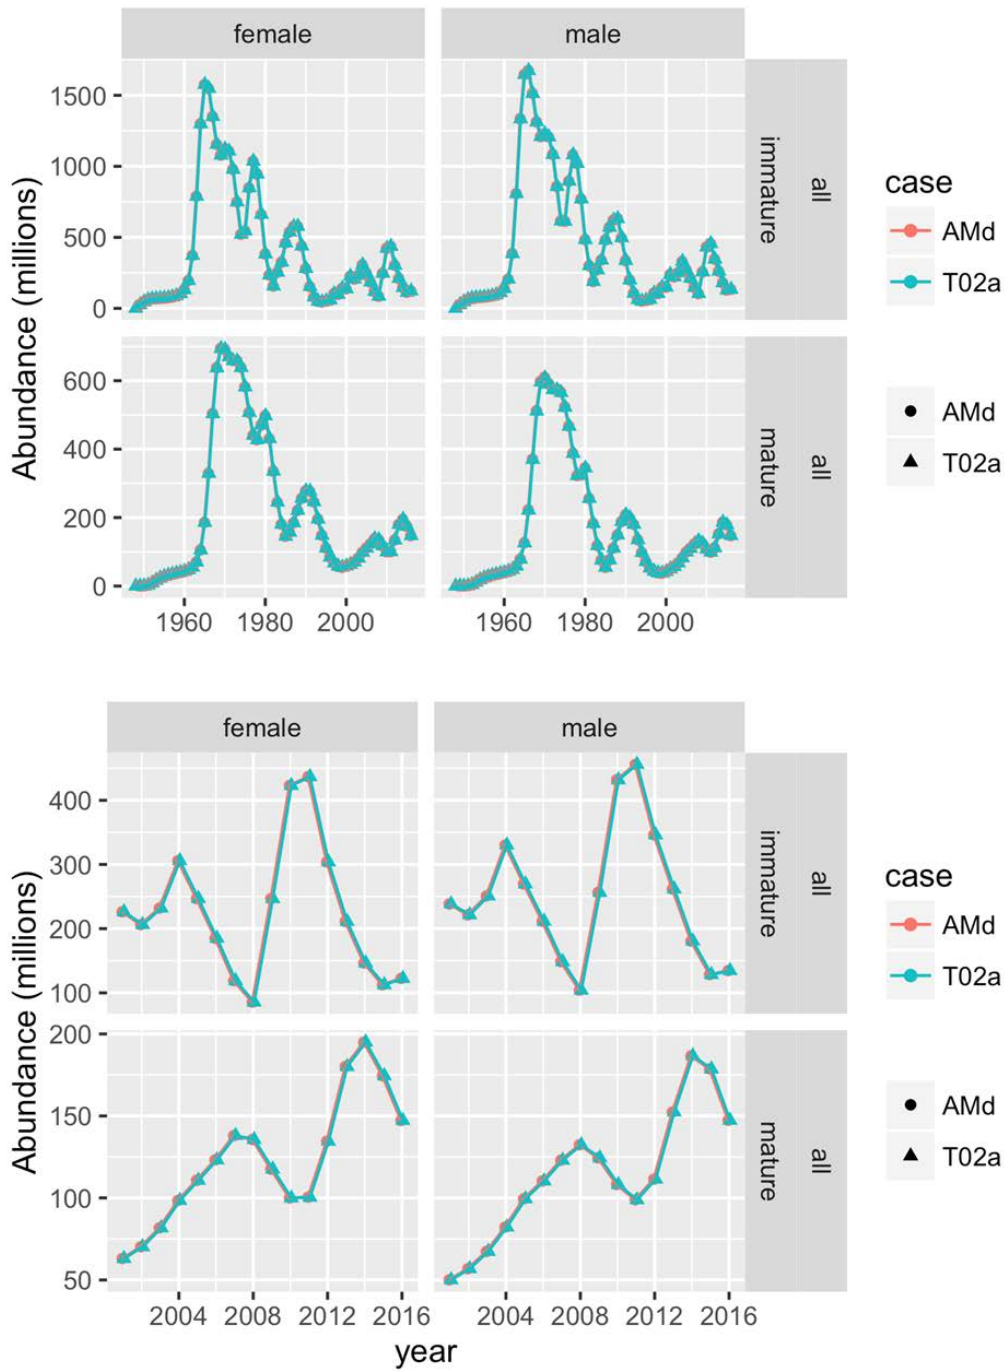 female male
Abundance (millions)
1500
1000
500
0
immature all
600
400
200
0
mature all
1960 1980 2000 1960 1980 2000
case
AMd
T02a
AMd
T02a
female male
Abundance (millions)
400
300
200
100
immature all
200
150
100
50
mature all
2004 2008 2012 2016 2004 2008 2012 2016
year
case
AMd
T02a
AMd
T02a